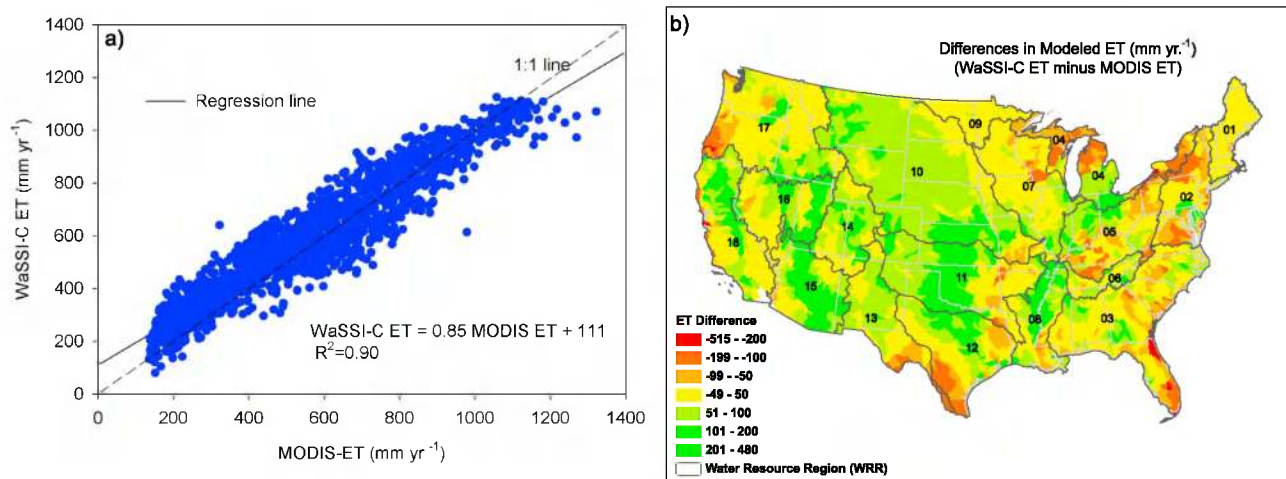 a)
1400
1200
1000
800
600
400
200
0
WaSSI-C ET (mm yr -1)
1:1 line
Regression line
WaSSI-C ET = 0.85 MODIS ET + 111
R²=0.90
0 200 400 600 800 1000 1200 1400
MODIS-ET (mm yr -1)
b)
Differences in Modeled ET (mm yr.-1)
(WaSSI-C ET minus MODIS ET)
17
09
04
01
10
07
04
02
16
14
05
18
11
06
15
13
08
03
12
ET Difference
-515 - -200
-199 - -100
-99 - -50
-49 - 50
51 - 100
101 - 200
201 - 480
Water Resource Region (WRR)